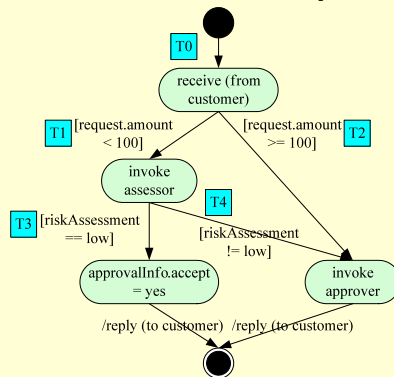 T0
receive (from
customer)
T1
[request.amount
< 100]
[request.amount
>= 100]
T2
invoke
assessor
T3
[riskAssessment
== low]
T4
[riskAssessment
!= low]
approvalInfo.accept
= yes
invoke
approver
/reply (to customer)
/reply (to customer)